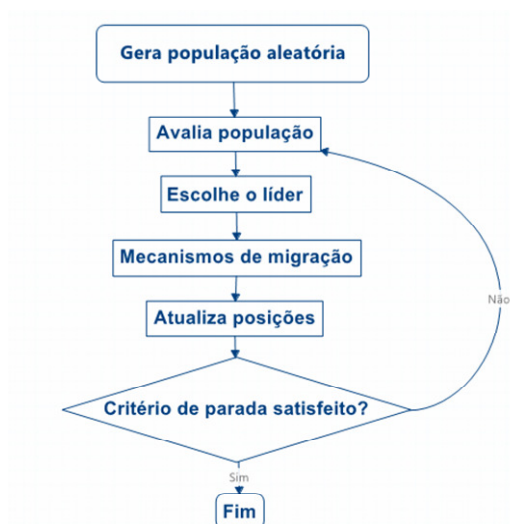 Gera população aleatória
Avalia população
Escolhe o líder
Mecanismos de migração
Atualiza posições
Não
Critério de parada satisfeito?
Sim
Fim